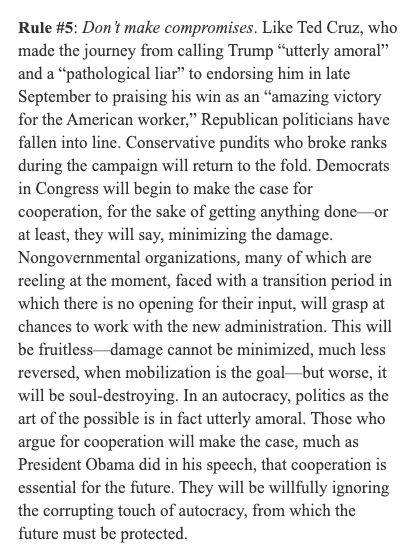 Rule #5: Don’t make compromises. Like Ted Cruz, who
made the journey from calling Trump “utterly amoral”
and a “pathological liar” to endorsing him in late
September to praising his win as an “amazing victory
for the American worker,” Republican politicians have
fallen into line. Conservative pundits who broke ranks
during the campaign will return to the fold. Democrats
in Congress will begin to make the case for
cooperation, for the sake of getting anything done—or
at least, they will say, minimizing the damage.
Nongovernmental organizations, many of which are
reeling at the moment, faced with a transition period in
which there is no opening for their input, will grasp at
chances to work with the new administration. This will
be fruitless—damage cannot be minimized, much less
reversed, when mobilization is the goal—but worse, it
will be soul-destroying. In an autocracy, politics as the
art of the possible is in fact utterly amoral. Those who
argue for cooperation will make the case, much as
President Obama did in his speech, that cooperation is
essential for the future. They will be willfully ignoring
the corrupting touch of autocracy, from which the
future must be protected.